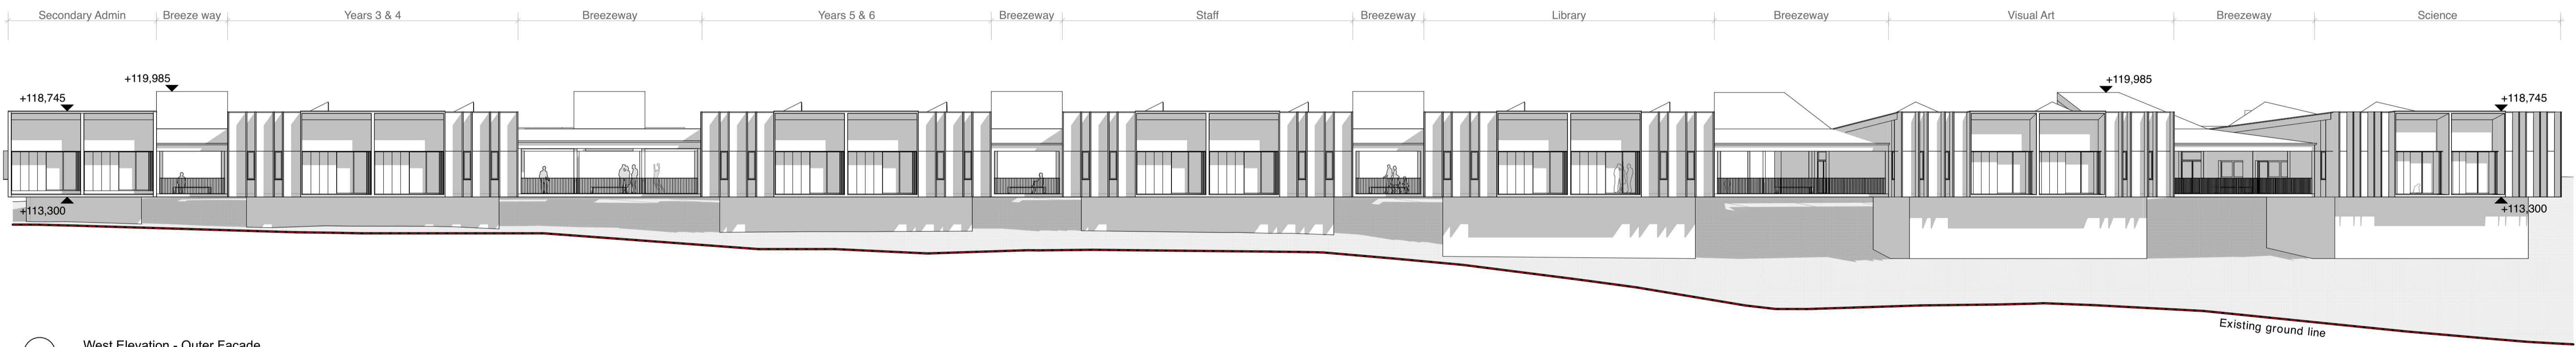 Secondary Admin Breeze way Years 3 & 4 Breezeway Years 5 & 6 Breezeway Staff Breezeway Library Breezeway Visual Art Breezeway Science
+119,985 +119,985
+118,745 +118,745
+113,300 +113,300
Existing ground line
West Elevation - Outer Facade